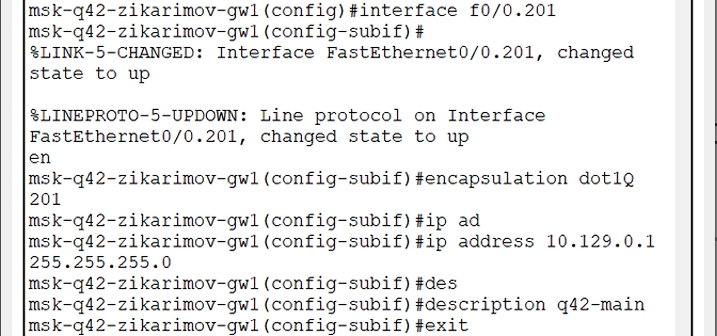 msk-q42-zikarimov-gw1(config)#interface f0/0.201
msk-q42-zikarimov-gw1(config-subif)#
%LINK-5-CHANGED: Interface FastEthernet0/0.201, changed
state to up
%LINEPROTO-5-UPDOWN: Line protocol on Interface
FastEthernet0/0.201, changed state to up
en
msk-q42-zikarimov-gw1(config-subif)#encapsulation dot1Q
201
msk-q42-zikarimov-gw1(config-subif)#ip ad
msk-q42-zikarimov-gw1(config-subif)#ip address 10.129.0.1
255.255.255.0
msk-q42-zikarimov-gw1(config-subif)#des
msk-q42-zikarimov-gw1(config-subif)#description q42-main
msk-q42-zikarimov-gw1(config-subif)#exit